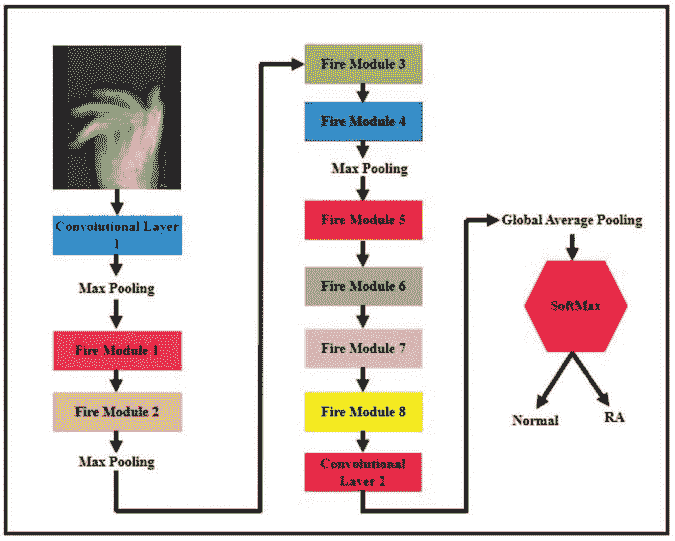 Convolutional Layer
1
Max Pooling
Fire Module 1
Fire Module 2
Max Pooling
Fire Module 3
Fire Module 4
Max Pooling
Fire Module 5
Fire Module 6
Fire Module 7
Fire Module 8
Convolutional
Layer 2
Global Average Pooling
SoftMax
Normal
RA